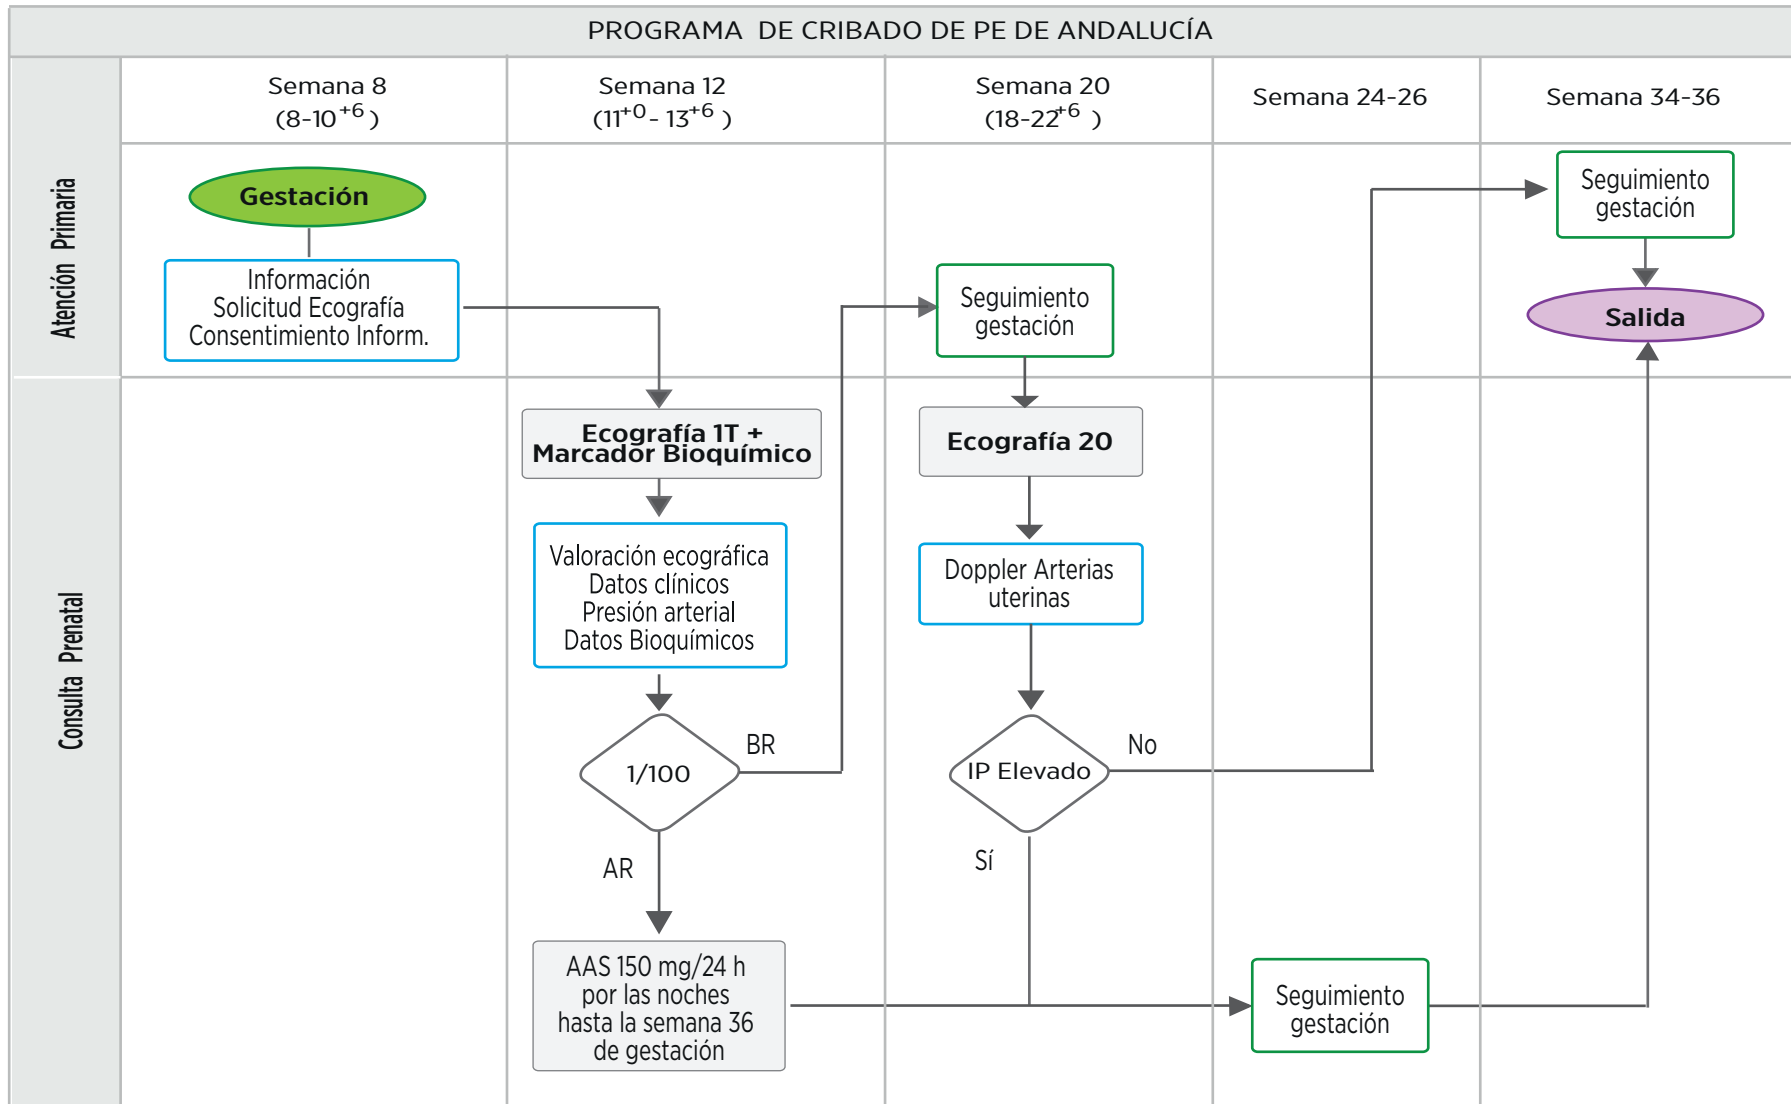 PROGRAMA DE CRIBADO DE PE DE ANDALUCÍA
Semana 8
(8-10+6)
Semana 12
(11+0- 13+6)
Semana 20
(18-22+6)
Semana 24-26
Semana 34-36
Atención Primaria
Gestación
Información
Solicitud Ecografía
Consentimiento Inform.
Seguimiento
gestación
Seguimiento
gestación
Salida
Consulta Prenatal
Ecografía 1T +
Marcador Bioquímico
Valoración ecográfica
Datos clínicos
Presión arterial
Datos Bioquímicos
1/100
BR
AR
AAS 150 mg/24 h
por las noches
hasta la semana 36
de gestación
Ecografía 20
Doppler Arterias
uterinas
IP Elevado
No
Sí
Seguimiento
gestación